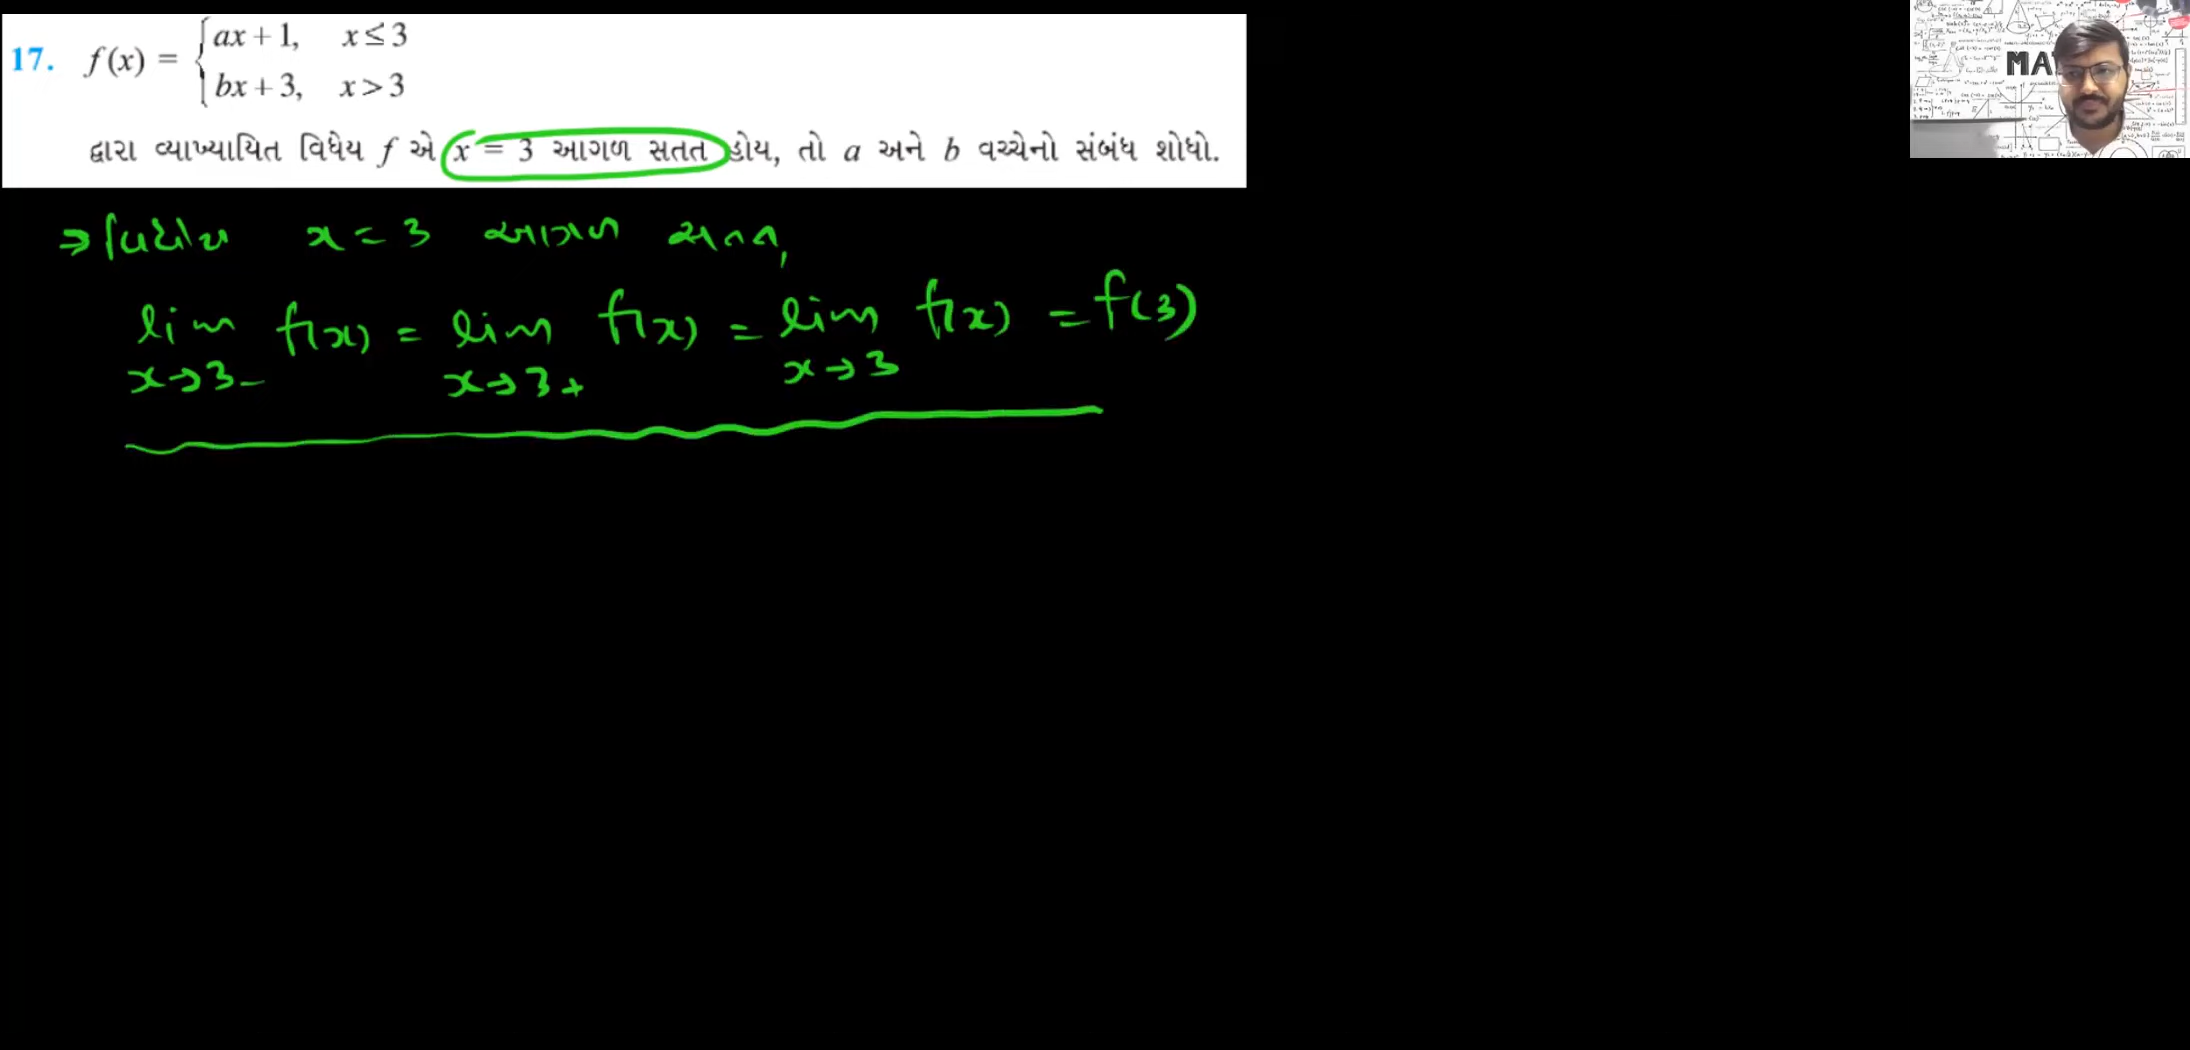 17. f(x) = { ax + 1, x ≤ 3
bx + 3, x > 3
દ્વારા વ્યાખ્યાયિત વિધેય f એ x = 3 આગળ સતત હોય, તો a અને b વચ્ચેનો સંબંધ શોધો.
⇒ વિધેય x = 3 આગળ સતત,
lim f(x) = lim f(x) = lim f(x) = f(3)
x→3- x→3+ x→3
MA